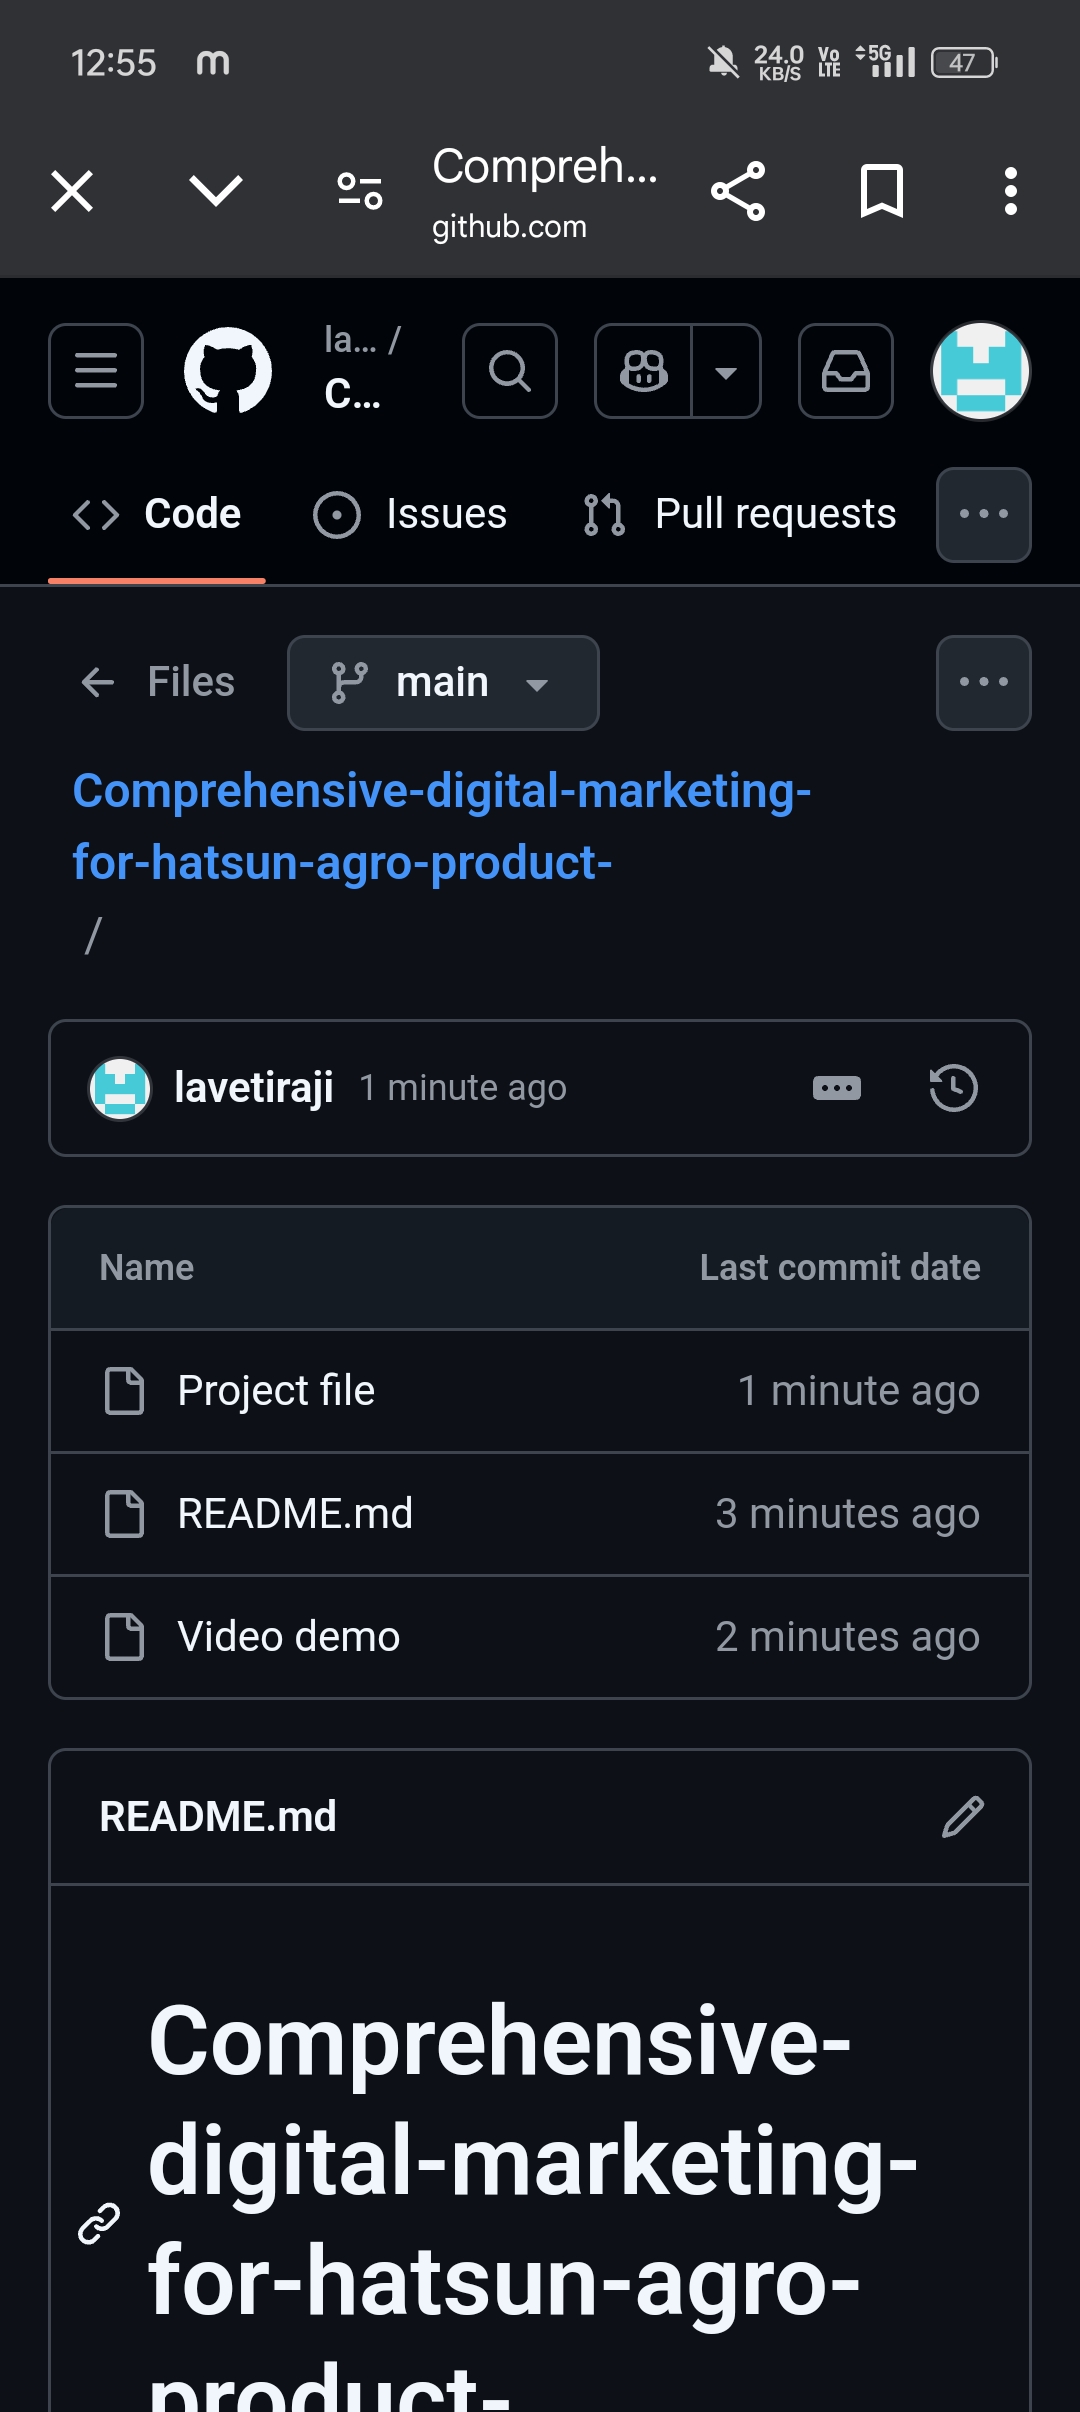 12:55 m 24.0 KB/S Vo LTE 5G 47
Compreh...
github.com
la... /
C...
Code Issues Pull requests
Files main
Comprehensive-digital-marketing-
for-hatsun-agro-product-
/
lavetiraji 1 minute ago
Name Last commit date
Project file 1 minute ago
README.md 3 minutes ago
Video demo 2 minutes ago
README.md
Comprehensive-
digital-marketing-
for-hatsun-agro-
product-